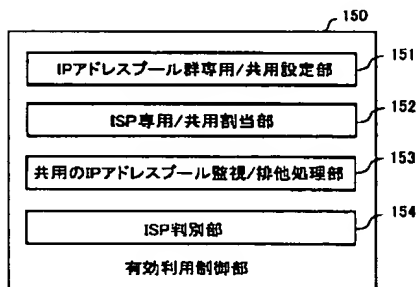 150
IPアドレスプール群専用/共用設定部
151
ISP専用/共用割当部
152
共用のIPアドレスプール監視/排他処理部
153
ISP判別部
154
有効利用制御部